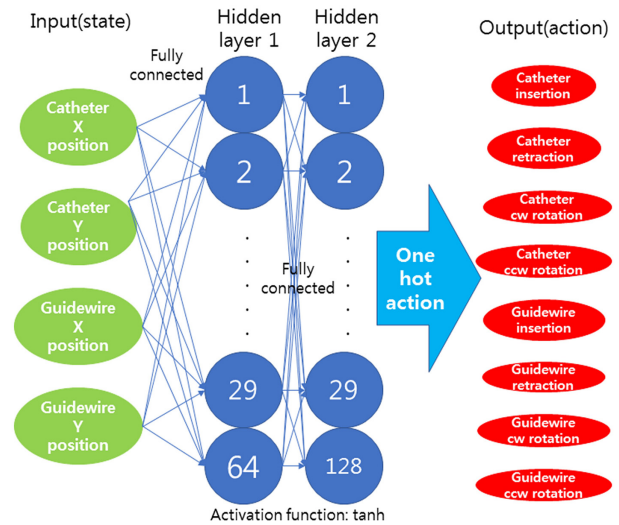 Input(state)
Catheter
X
position
Catheter
Y
position
Guidewire
X
position
Guidewire
Y
position
Fully
connected
Hidden
layer 1
1
2
29
64
Hidden
layer 2
1
2
29
128
Fully
connected
Activation function: tanh
One
hot
action
Output(action)
Catheter
insertion
Catheter
retraction
Catheter
cw rotation
Catheter
ccw rotation
Guidewire
insertion
Guidewire
retraction
Guidewire
cw rotation
Guidewire
ccw rotation